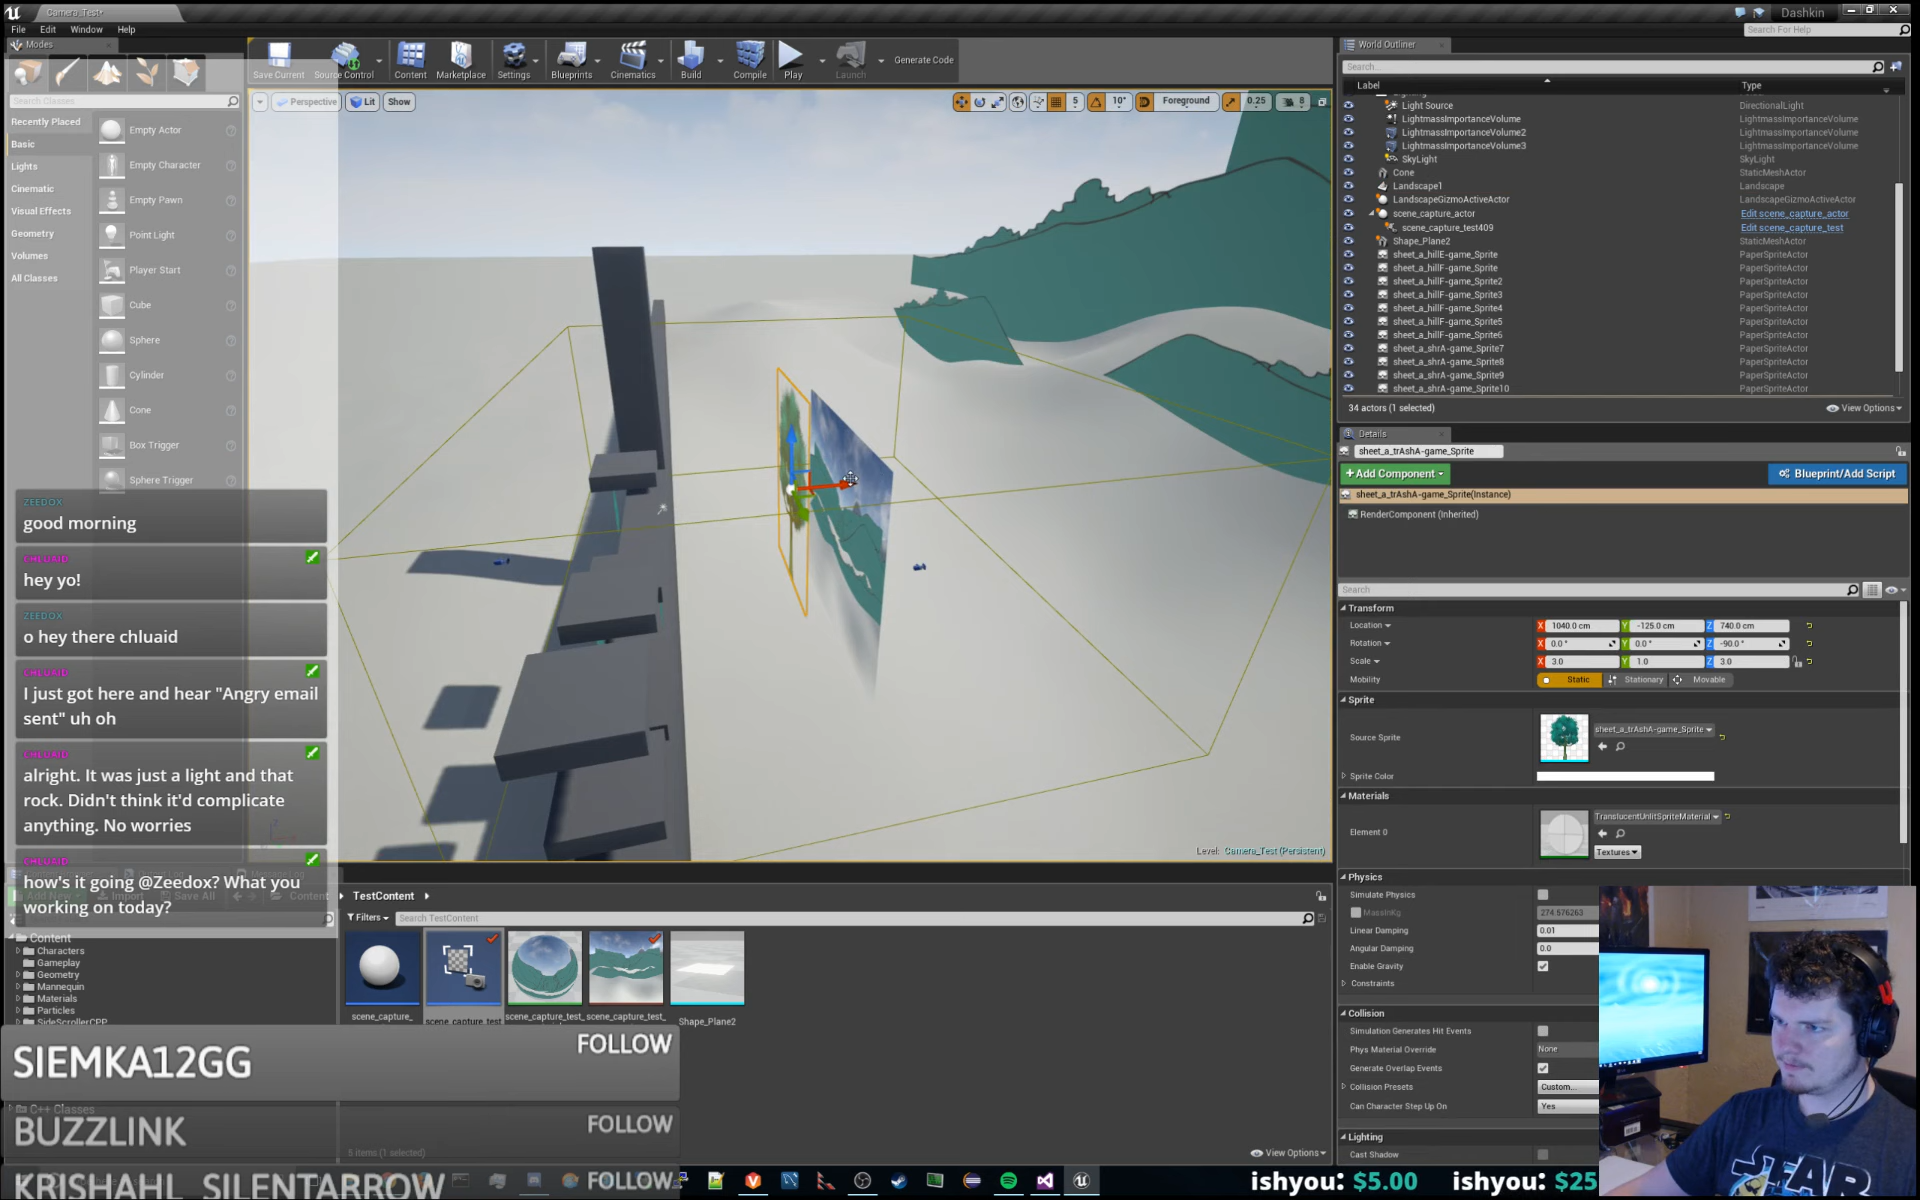 Camera_Test*
Dashkin
File Edit Window Help
Search For Help
Modes
Search Classes
Recently Placed
Basic
Lights
Cinematic
Visual Effects
Geometry
Volumes
All Classes
Empty Actor
Empty Character
Empty Pawn
Point Light
Player Start
Cube
Sphere
Cylinder
Cone
Box Trigger
Sphere Trigger
Save Current Source Control Content Marketplace Settings Blueprints Cinematics Build Compile Play Launch Generate Code
Perspective Lit Show
5 10° Foreground 0.25 8
Level: Camera_Test (Persistent)
ZEEDOX
good morning
CHLUAID
hey yo!
ZEEDOX
o hey there chluaid
CHLUAID
I just got here and hear "Angry email
sent" uh oh
CHLUAID
alright. It was just a light and that
rock. Didn't think it'd complicate
anything. No worries
CHLUAID
how's it going @Zeedox? What you
working on today?
World Outliner
Search...
Label Type
Light Source DirectionalLight
LightmassImportanceVolume LightmassImportanceVolume
LightmassImportanceVolume2 LightmassImportanceVolume
LightmassImportanceVolume3 LightmassImportanceVolume
SkyLight SkyLight
Cone StaticMeshActor
Landscape1 Landscape
LandscapeGizmoActiveActor LandscapeGizmoActiveActor
scene_capture_actor Edit scene_capture_actor
scene_capture_test409 Edit scene_capture_test
Shape_Plane2 StaticMeshActor
sheet_a_hillE-game_Sprite PaperSpriteActor
sheet_a_hillF-game_Sprite PaperSpriteActor
sheet_a_hillF-game_Sprite2 PaperSpriteActor
sheet_a_hillF-game_Sprite3 PaperSpriteActor
sheet_a_hillF-game_Sprite4 PaperSpriteActor
sheet_a_hillF-game_Sprite5 PaperSpriteActor
sheet_a_hillF-game_Sprite6 PaperSpriteActor
sheet_a_shrA-game_Sprite7 PaperSpriteActor
sheet_a_shrA-game_Sprite8 PaperSpriteActor
sheet_a_shrA-game_Sprite9 PaperSpriteActor
sheet_a_shrA-game_Sprite10 PaperSpriteActor
34 actors (1 selected) View Options
Details
sheet_a_trAshA-game_Sprite
+Add Component Blueprint/Add Script
sheet_a_trAshA-game_Sprite(Instance)
RenderComponent (Inherited)
Search
Transform
Location X 1040.0 cm Y -125.0 cm Z 740.0 cm
Rotation X 0.0 ° Y 0.0 ° Z -90.0 °
Scale X 3.0 Y 1.0 Z 3.0
Mobility Static Stationary Movable
Sprite
Source Sprite sheet_a_trAshA-game_Sprite
Sprite Color
Materials
Element 0 TranslucentUnlitSpriteMaterial
Textures
Physics
Simulate Physics
MassInKg 274.576263
Linear Damping 0.01
Angular Damping 0.0
Enable Gravity
Constraints
Collision
Simulation Generates Hit Events
Phys Material Override None
Generate Overlap Events
Collision Presets Custom...
Can Character Step Up On Yes
Lighting
Cast Shadow
Add New Import Save All Content TestContent
Filters Search TestContent
Content
Characters
Gameplay
Geometry
Mannequin
Materials
Particles
SideScrollerCPP
C++ Classes
scene_capture_
scene_capture_test
scene_capture_test_
scene_capture_test_
Shape_Plane2
5 items (1 selected) View Options
SIEMKA12GG FOLLOW
BUZZLINK FOLLOW
KRISHAHL_SILENTARROW FOLLOW
ishyou: $5.00 ishyou: $25